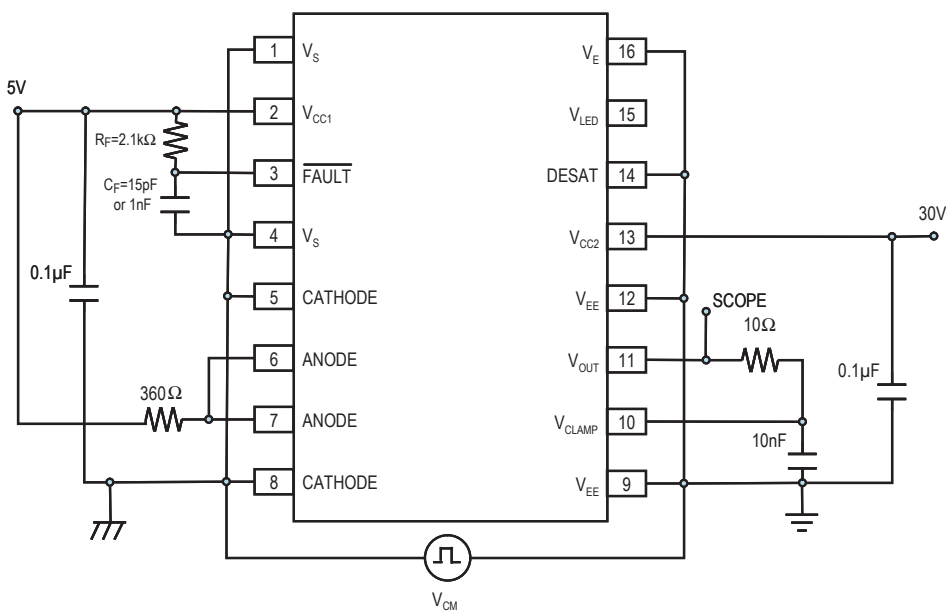 5V
RF=2.1kΩ
CF=15pF
or 1nF
0.1µF
360Ω
1 VS
2 VCC1
3 FAULT
4 VS
5 CATHODE
6 ANODE
7 ANODE
8 CATHODE
VE 16
VLED 15
DESAT 14
VCC2 13
VEE 12
VOUT 11
VCLAMP 10
VEE 9
30V
SCOPE
10Ω
0.1µF
10nF
VCM